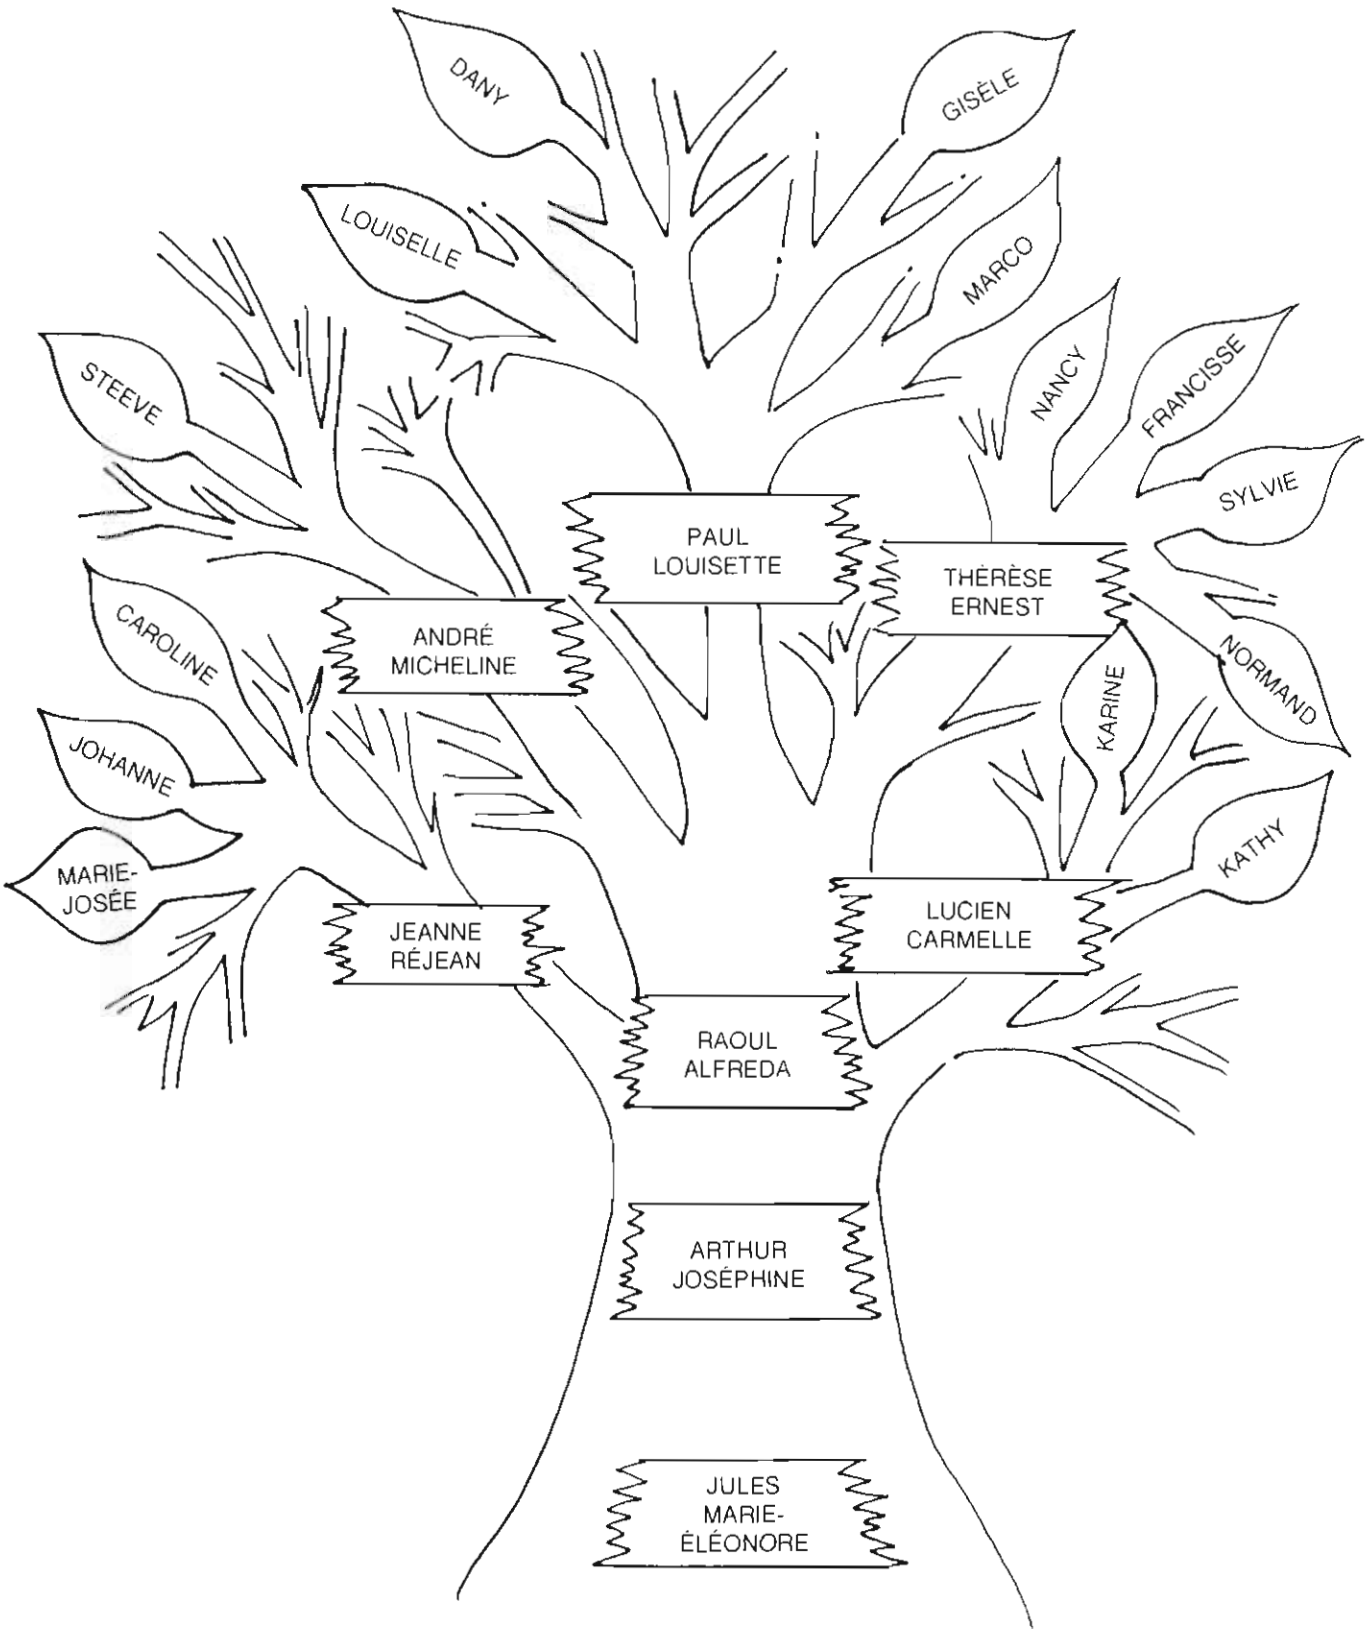 DANY
GISÈLE
LOUISELLE
MARCO
NANCY
FRANCISSE
STEEVE
SYLVIE
PAUL
LOUISETTE
THÉRÈSE
ERNEST
CAROLINE
ANDRÉ
MICHELINE
NORMAND
KARINE
JOHANNE
KATHY
MARIE-
JOSÉE
JEANNE
RÉJEAN
LUCIEN
CARMELLE
RAOUL
ALFREDA
ARTHUR
JOSÉPHINE
JULES
MARIE-
ÉLÉONORE